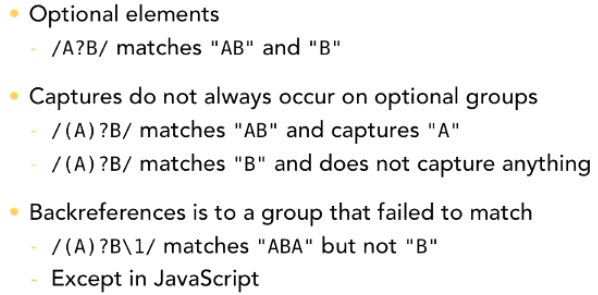 • Optional elements
- /A?B/ matches "AB" and "B"
• Captures do not always occur on optional groups
- /(A)?B/ matches "AB" and captures "A"
- /(A)?B/ matches "B" and does not capture anything
• Backreferences is to a group that failed to match
- /(A)?B\1/ matches "ABA" but not "B"
- Except in JavaScript